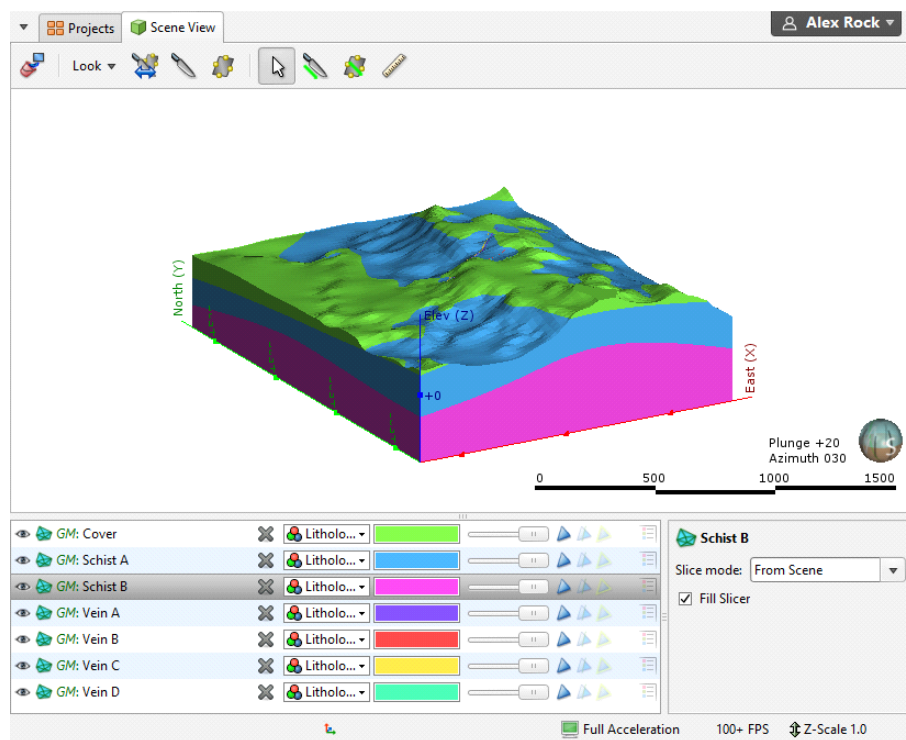 Projects
Scene View
Alex Rock
Look
North (Y)
Elev (Z)
+0
East (X)
Plunge +20
Azimuth 030
S
0 500 1000 1500
GM: Cover Litholo...
GM: Schist A Litholo...
GM: Schist B Litholo...
GM: Vein A Litholo...
GM: Vein B Litholo...
GM: Vein C Litholo...
GM: Vein D Litholo...
Schist B
Slice mode: From Scene
Fill Slicer
Full Acceleration 100+ FPS Z-Scale 1.0